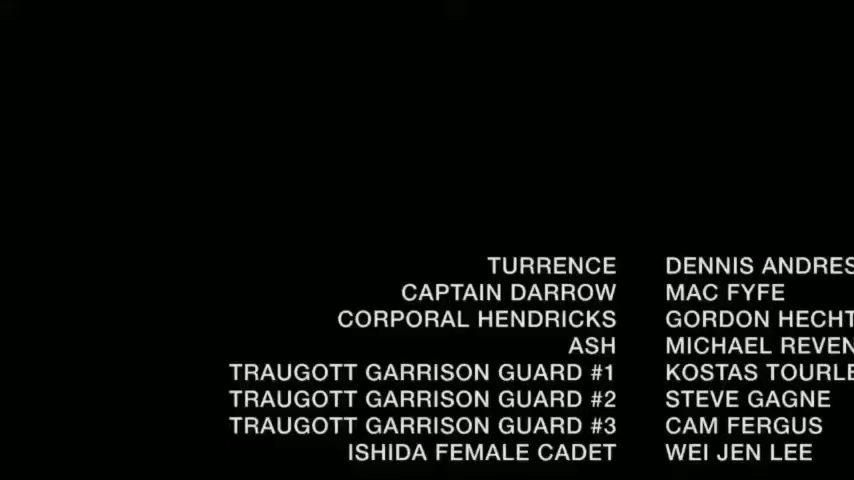 TURRENCE DENNIS ANDRES
CAPTAIN DARROW MAC FYFE
CORPORAL HENDRICKS GORDON HECHT
ASH MICHAEL REVEN
TRAUGOTT GARRISON GUARD #1 KOSTAS TOURLE
TRAUGOTT GARRISON GUARD #2 STEVE GAGNE
TRAUGOTT GARRISON GUARD #3 CAM FERGUS
ISHIDA FEMALE CADET WEI JEN LEE